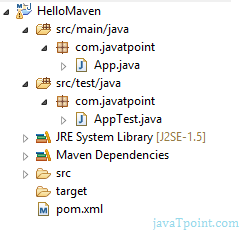 HelloMaven
src/main/java
com.javatpoint
App.java
src/test/java
com.javatpoint
AppTest.java
JRE System Library [J2SE-1.5]
Maven Dependencies
src
target
pom.xml
javaTpoint.com